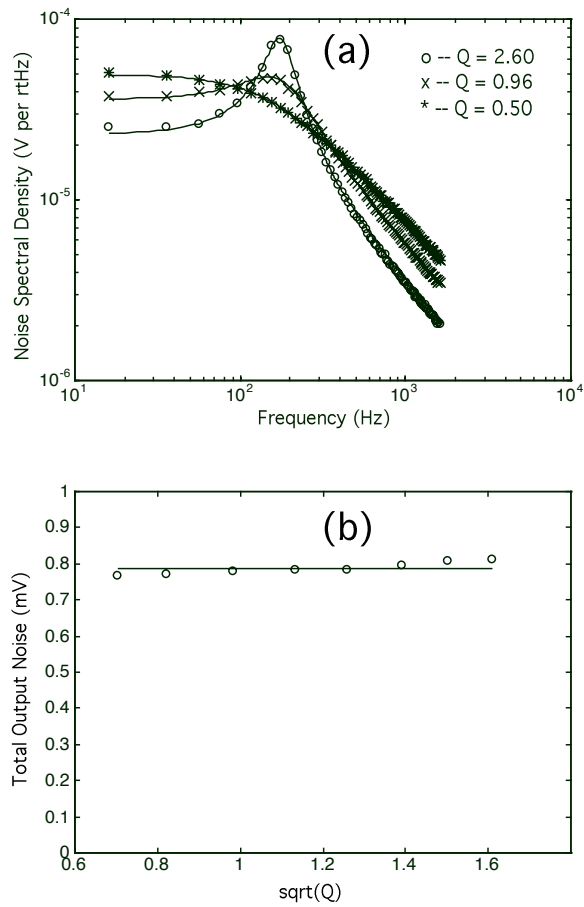 10^-4
(a)
o -- Q = 2.60
x -- Q = 0.96
* -- Q = 0.50
Noise Spectral Density (V per rtHz)
10^-5
10^-6
10^1 10^2 10^3 10^4
Frequency (Hz)
1
(b)
0.9
0.8
0.7
0.6
0.5
0.4
0.3
0.2
0.1
0
Total Output Noise (mV)
0.6 0.8 1 1.2 1.4 1.6
sqrt(Q)